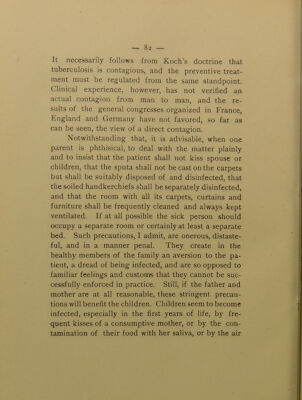 — 82 —
It necessarily follows from Koch's doctrine that
tuberculosis is contagious, and the preventive treat-
ment must be regulated from the same standpoint.
Clinical experience, however, has not verified an
actual contagion from man to man, and the re-
sults of the general congresses organized in France,
England and Germany have not favored, so far as
can be seen, the view of a direct contagion.
Notwithstanding that, it is advisable, when one
parent is phthisical, to deal with the matter plainly
and to insist that the patient shall not kiss spouse or
children, that the sputa shall not be cast on the carpets
but shall be suitably disposed of and disinfected, that
the soiled handkerchiefs shall be separately disinfected,
and that the room with all its carpets, curtains and
furniture shall be frequently cleaned and always kept
ventilated. If at all possible the sick person should
occupy a separate room or certainly at least a separate
bed. Such precautions, I admit, are onerous, distaste-
ful, and in a manner penal. They create in the
healthy members of the family an aversion to the pa-
tient, a dread of being infected, and are so opposed to
familiar feelings and customs that they cannot be suc-
cessfully enforced in practice. Still, if the father and
mother are at all reasonable, these stringent precau-
tions will benefit the children. Children seem to become
infected, especially in the first years of life, by fre-
quent kisses of a consumptive mother, or by the con-
tamination of their food with her saliva, or by the air